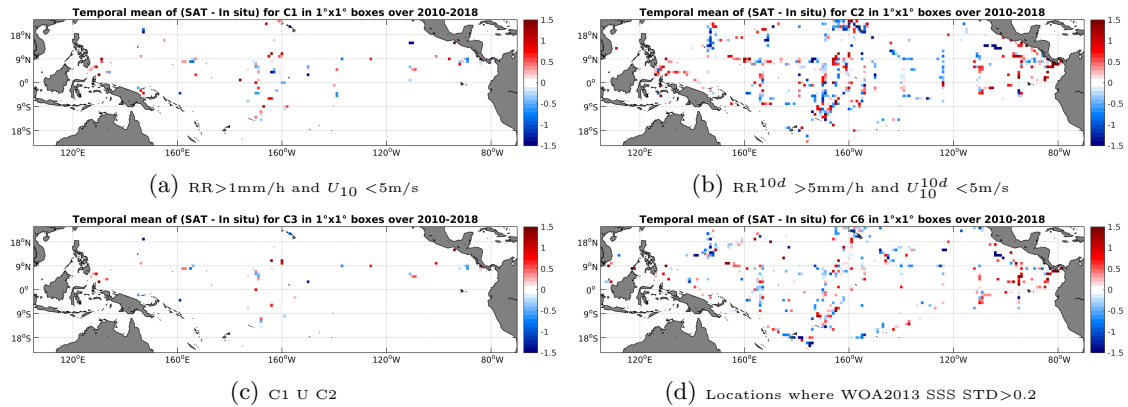 Temporal mean of (SAT - In situ) for C1 in 1°x1° boxes over 2010-2018
18°N
9°N
0°
9°S
18°S
120°E
160°E
160°W
120°W
80°W
1.5
1
0.5
0
-0.5
-1
-1.5
(a) RR>1mm/h and U10 <5m/s
Temporal mean of (SAT - In situ) for C2 in 1°x1° boxes over 2010-2018
18°N
9°N
0°
9°S
18°S
120°E
160°E
160°W
120°W
80°W
1.5
1
0.5
0
-0.5
-1
-1.5
(b) RR10d >5mm/h and U10 10d <5m/s
Temporal mean of (SAT - In situ) for C3 in 1°x1° boxes over 2010-2018
18°N
9°N
0°
9°S
18°S
120°E
160°E
160°W
120°W
80°W
1.5
1
0.5
0
-0.5
-1
-1.5
(c) C1 U C2
Temporal mean of (SAT - In situ) for C6 in 1°x1° boxes over 2010-2018
18°N
9°N
0°
9°S
18°S
120°E
160°E
160°W
120°W
80°W
1.5
1
0.5
0
-0.5
-1
-1.5
(d) Locations where WOA2013 SSS STD>0.2